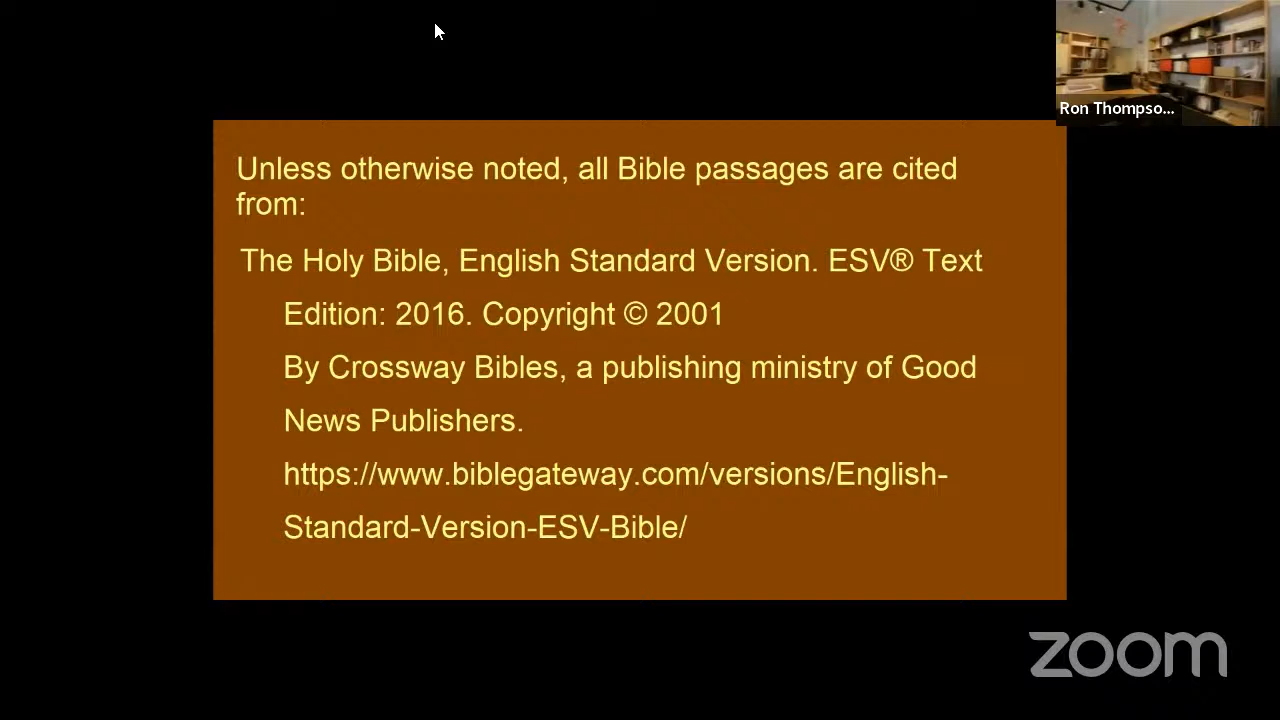 Ron Thompso...
Unless otherwise noted, all Bible passages are cited
from:
The Holy Bible, English Standard Version. ESV® Text
Edition: 2016. Copyright © 2001
By Crossway Bibles, a publishing ministry of Good
News Publishers.
https://www.biblegateway.com/versions/English-
Standard-Version-ESV-Bible/
zoom